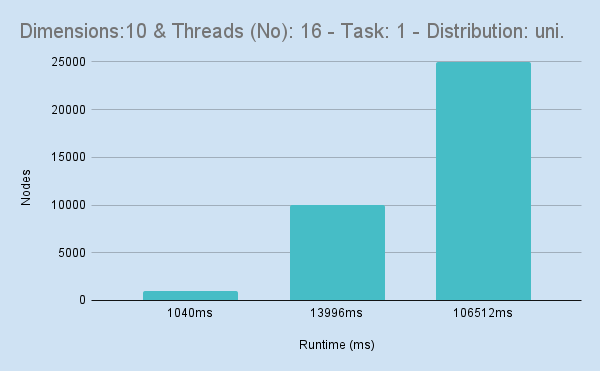 Dimensions:10 & Threads (No): 16 - Task: 1 - Distribution: uni.
25000
20000
15000
10000
5000
0
Nodes
1040ms 13996ms 106512ms
Runtime (ms)